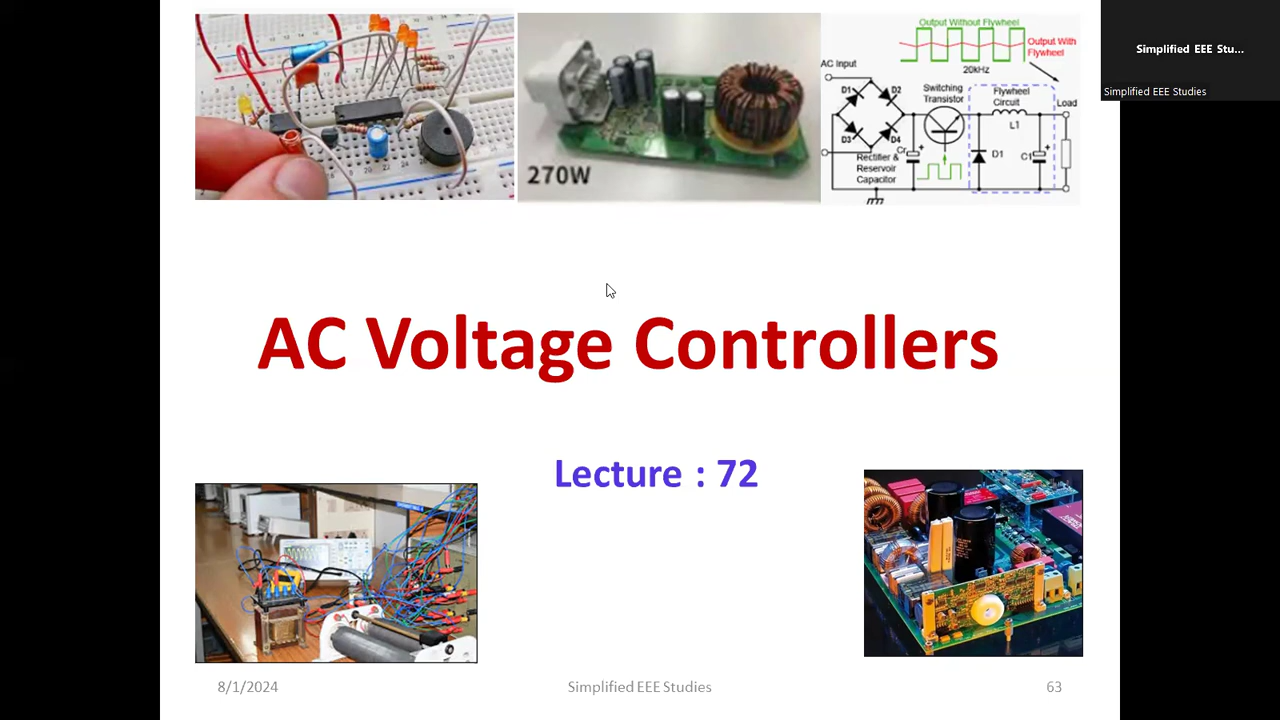 270W
Output Without Flywheel
Output With
Flywheel
20kHz
AC Input
Switching
Transistor
Flywheel
Circuit
Load
D1
D2
D3
D4
Cr
+
L1
D1
C1
+
Rectifier &
Reservoir
Capacitor
Simplified EEE Stu...
Simplified EEE Studies
AC Voltage Controllers
Lecture : 72
8/1/2024
Simplified EEE Studies
63